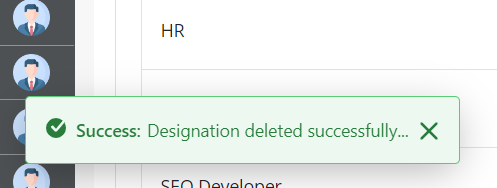 HR
Success: Designation deleted successfully...
SEO Developer